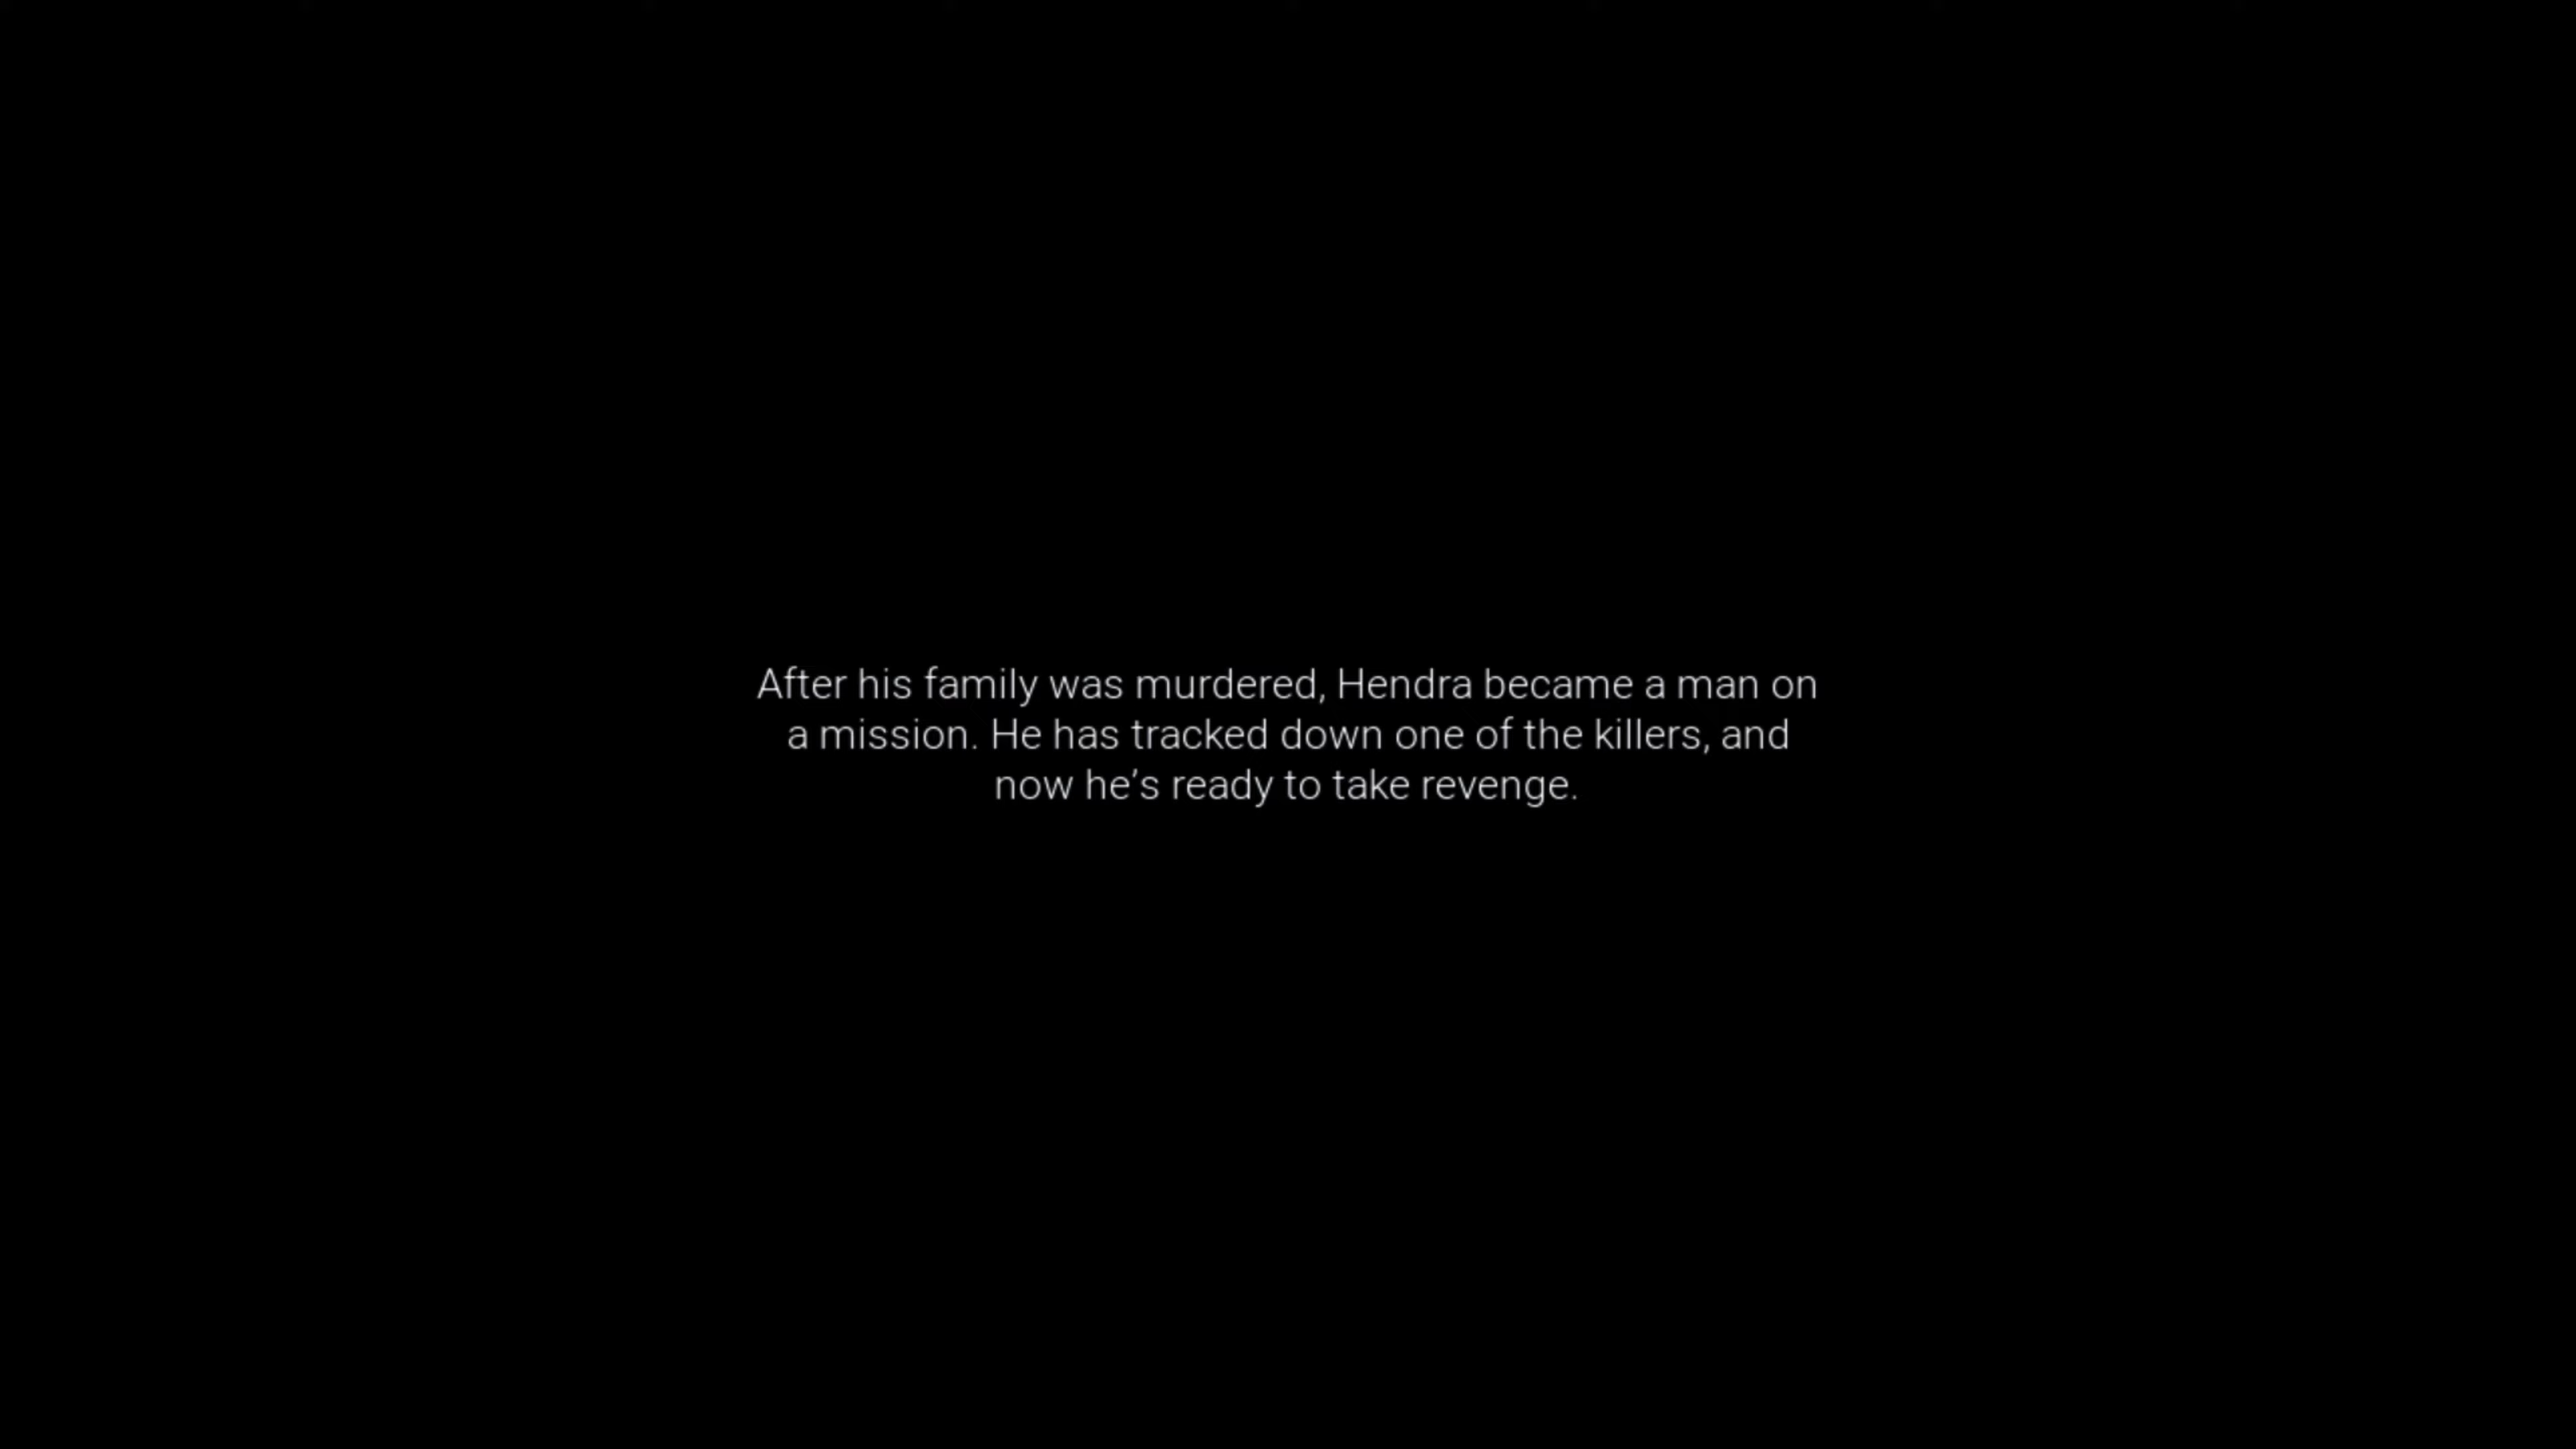 After his family was murdered, Hendra became a man on
a mission. He has tracked down one of the killers, and
now he’s ready to take revenge.